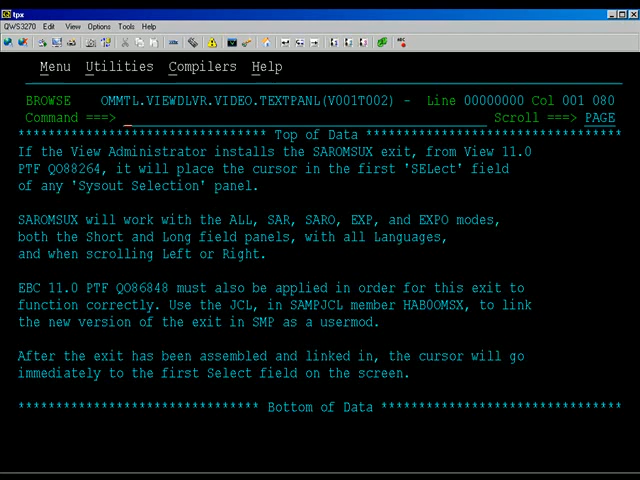 tpx
QWS3270 Edit View Options Tools Help
Menu Utilities Compilers Help
BROWSE OMMTL.VIEWDLVR.VIDEO.TEXTPANL(V001T002) - Line 00000000 Col 001 080
Command ===> Scroll ===> PAGE
********************************* Top of Data **********************************
If the View Administrator installs the SAROMSUX exit, from View 11.0
PTF QO88264, it will place the cursor in the first 'SELect' field
of any 'Sysout Selection' panel.
SAROMSUX will work with the ALL, SAR, SARO, EXP, and EXPO modes,
both the Short and Long field panels, with all Languages,
and when scrolling Left or Right.
EBC 11.0 PTF QO86848 must also be applied in order for this exit to
function correctly. Use the JCL, in SAMPJCL member HABOOMSX, to link
the new version of the exit in SMP as a usermod.
After the exit has been assembled and linked in, the cursor will go
immediately to the first Select field on the screen.
******************************** Bottom of Data ********************************